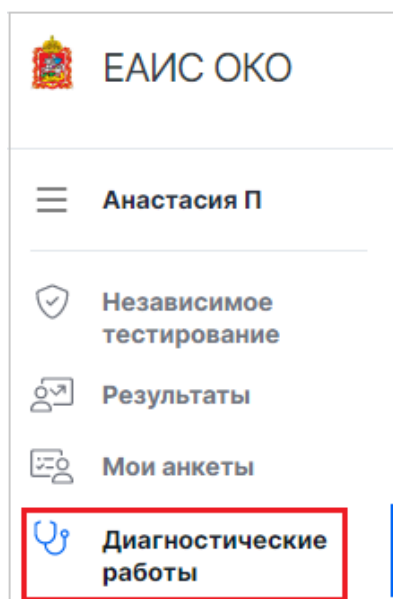 ЕАИС ОКО
Анастасия П
Независимое
тестирование
Результаты
Мои анкеты
Диагностические
работы